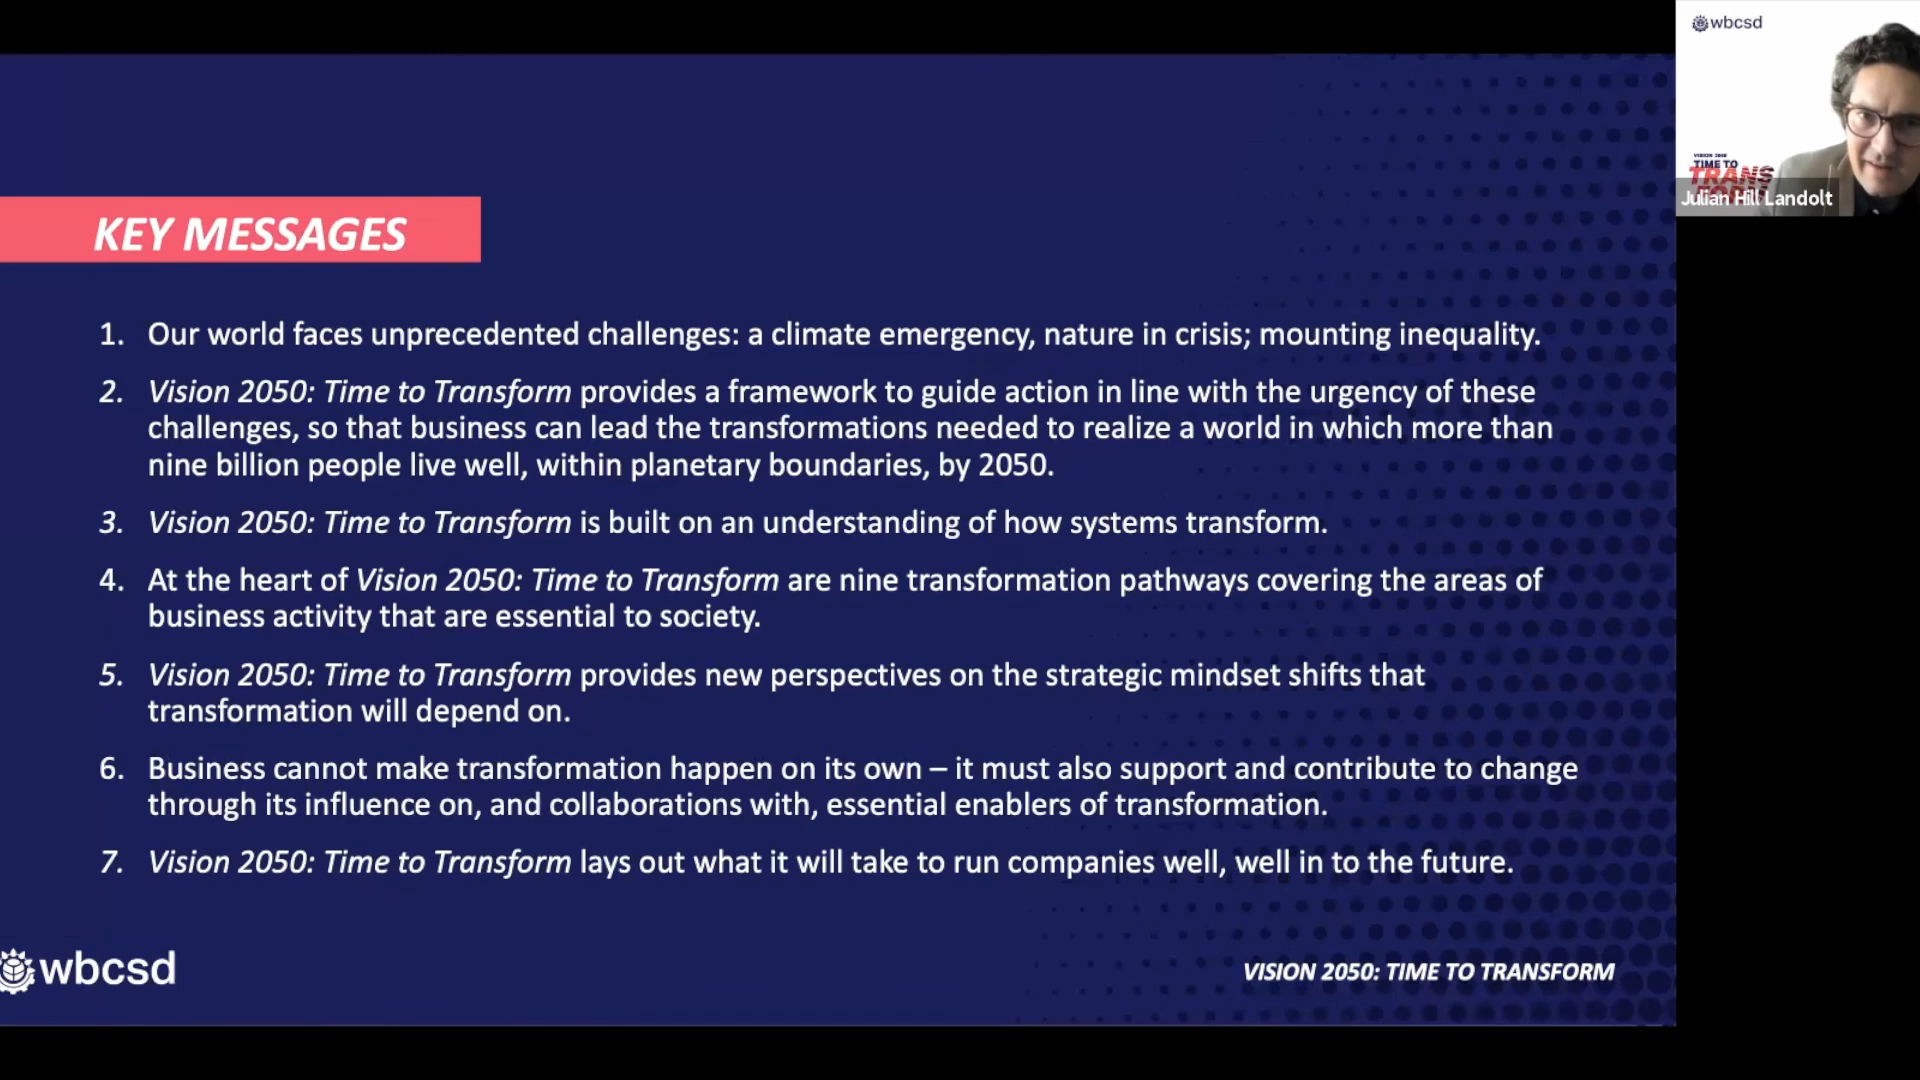 wbcsd
VISION 2050
TIME TO
TRANS
Julian Hill Landolt
KEY MESSAGES
1. Our world faces unprecedented challenges: a climate emergency, nature in crisis; mounting inequality.
2. Vision 2050: Time to Transform provides a framework to guide action in line with the urgency of these
challenges, so that business can lead the transformations needed to realize a world in which more than
nine billion people live well, within planetary boundaries, by 2050.
3. Vision 2050: Time to Transform is built on an understanding of how systems transform.
4. At the heart of Vision 2050: Time to Transform are nine transformation pathways covering the areas of
business activity that are essential to society.
5. Vision 2050: Time to Transform provides new perspectives on the strategic mindset shifts that
transformation will depend on.
6. Business cannot make transformation happen on its own – it must also support and contribute to change
through its influence on, and collaborations with, essential enablers of transformation.
7. Vision 2050: Time to Transform lays out what it will take to run companies well, well in to the future.
wbcsd
VISION 2050: TIME TO TRANSFORM